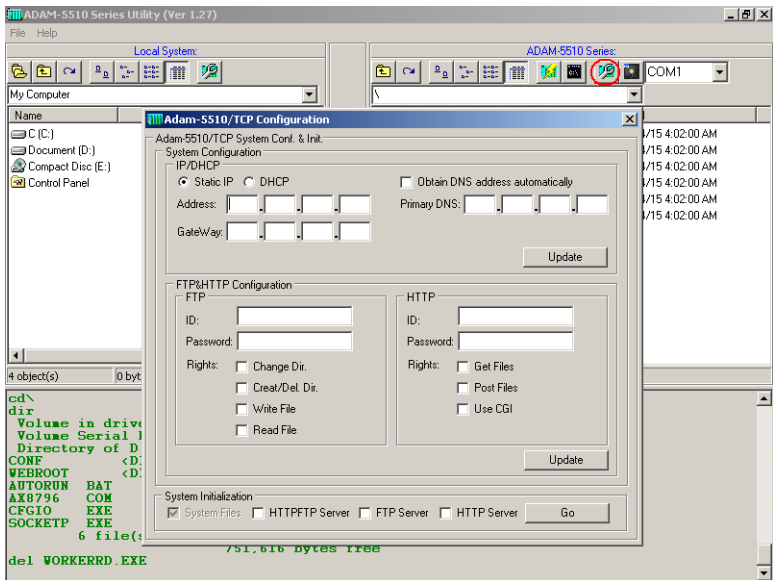 ADAM-5510 Series Utility (Ver 1.27)
File Help
Local System:
ADAM-5510 Series:
COM1
My Computer
\
Name
C (C:)
Document (D:)
Compact Disc (E:)
Control Panel
/15 4:02:00 AM
/15 4:02:00 AM
/15 4:02:00 AM
/15 4:02:00 AM
/15 4:02:00 AM
/15 4:02:00 AM
4 object(s)
0 byt
Adam-5510/TCP Configuration
Adam-5510/TCP System Conf. & Init.
System Configuration
IP/DHCP
Static IP DHCP
Obtain DNS address automatically
Address: . . .
Primary DNS: . . .
GateWay: . . .
Update
FTP&HTTP Configuration
FTP
ID:
Password:
Rights: Change Dir.
Creat/Del. Dir.
Write File
Read File
HTTP
ID:
Password:
Rights: Get Files
Post Files
Use CGI
Update
System Initialization
System Files HTTPFTP Server FTP Server HTTP Server Go
cd\
dir
Volume in drive
Volume Serial
Directory of D
CONF <D
WEBROOT <D
AUTORUN BAT
AX8796 COM
CFGIO EXE
SOCKETP EXE
6 file(s
751,616 bytes free
del WORKERRD.EXE